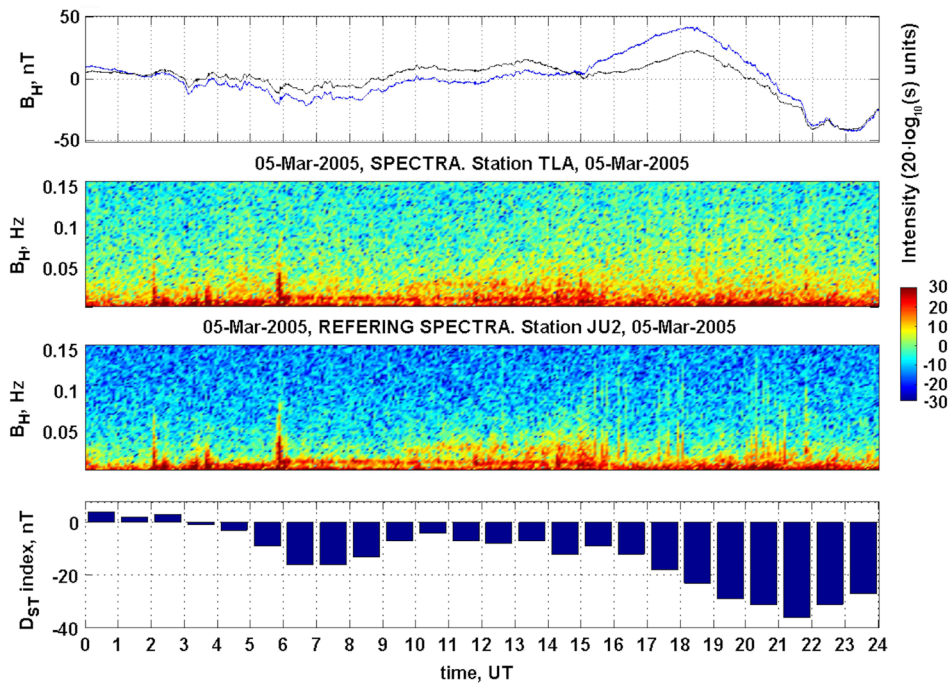 50
0
-50
B_H, nT
05-Mar-2005, SPECTRA. Station TLA, 05-Mar-2005
0.15
0.1
0.05
B_H, Hz
05-Mar-2005, REFERING SPECTRA. Station JU2, 05-Mar-2005
0.15
0.1
0.05
B_H, Hz
Intensity (20·log_10(s) units)
30
20
10
0
-10
-20
-30
0
-20
-40
D_ST index, nT
0 1 2 3 4 5 6 7 8 9 10 11 12 13 14 15 16 17 18 19 20 21 22 23 24
time, UT